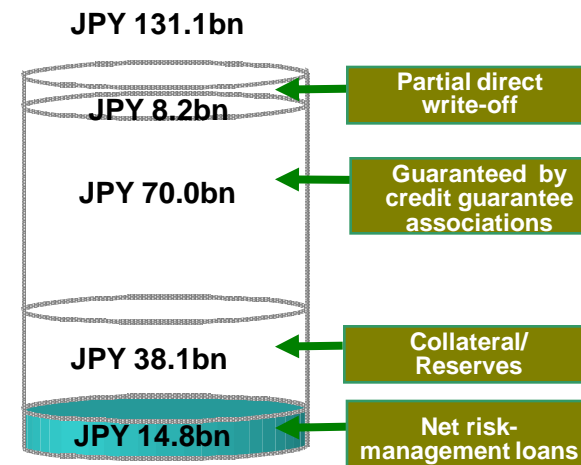 JPY 131.1bn
Partial direct
write-off
JPY 8.2bn
JPY 70.0bn
Guaranteed by
credit guarantee
associations
JPY 38.1bn
Collateral/
Reserves
JPY 14.8bn
Net risk-
management loans